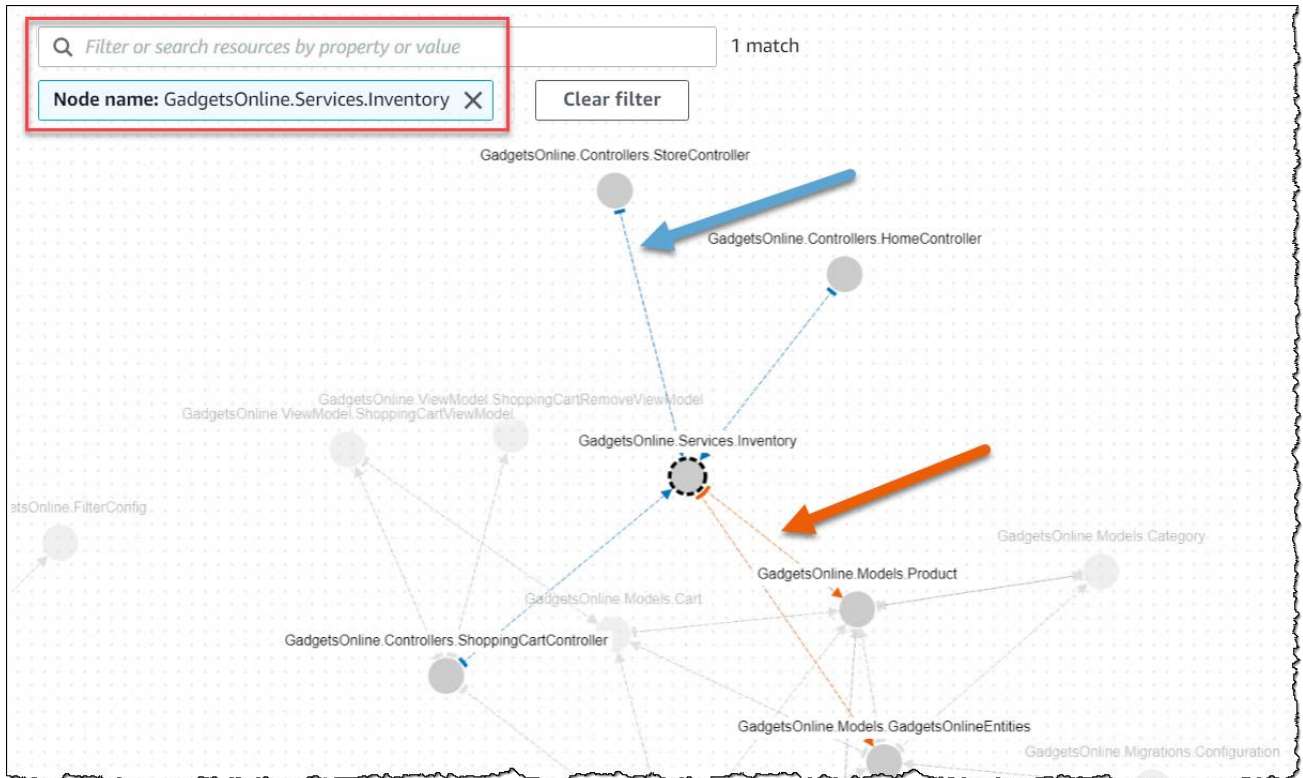 Filter or search resources by property or value
1 match
Node name: GadgetsOnline.Services.Inventory
Clear filter
GadgetsOnline.Controllers.StoreController
GadgetsOnline.Controllers.HomeController
GadgetsOnline.ViewModel.ShoppingCartRemoveViewModel
GadgetsOnline.ViewModel.ShoppingCartViewModel
GadgetsOnline.Services.Inventory
etsOnline.FilterConfig
GadgetsOnline.Models.Category
GadgetsOnline.Models.Product
GadgetsOnline.Models.Cart
GadgetsOnline.Controllers.ShoppingCartController
GadgetsOnline.Models.GadgetsOnlineEntities
GadgetsOnline.Migrations.Configuration